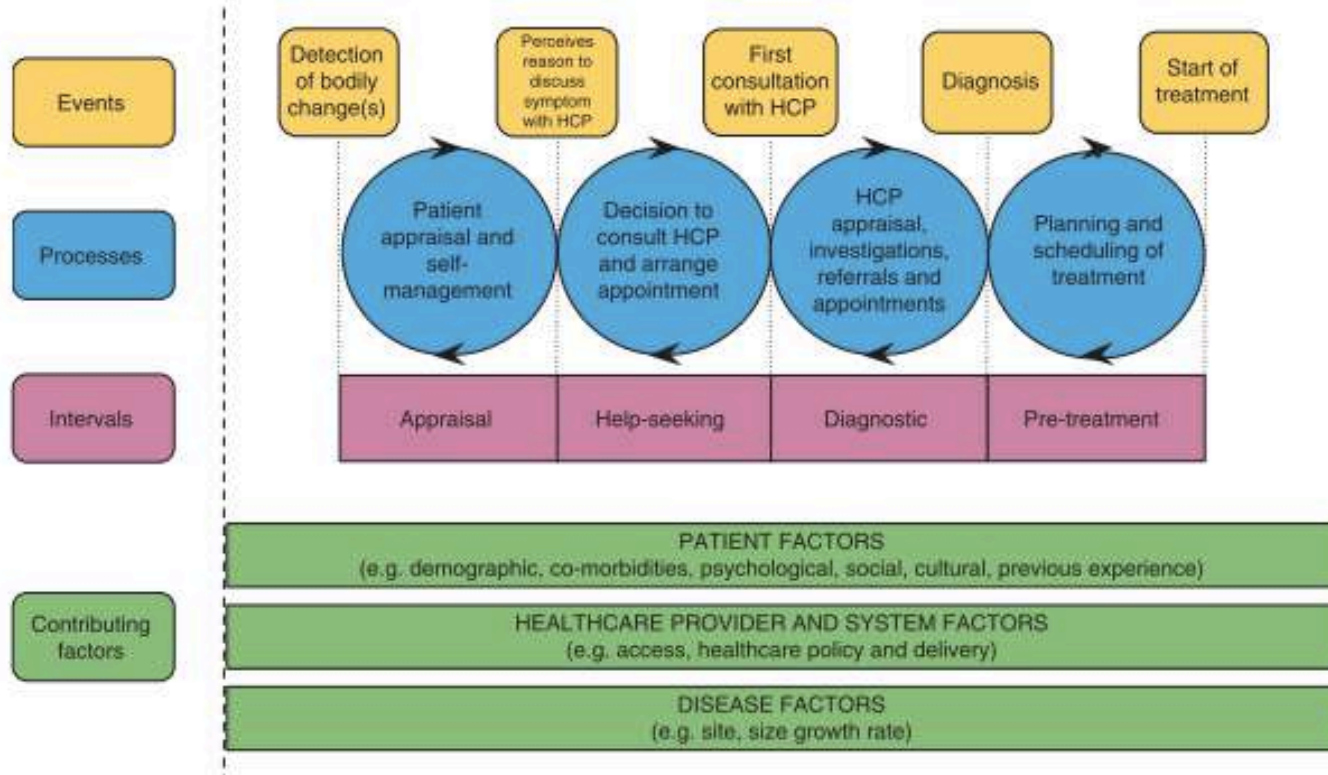 Events
Detection
of bodily
change(s)
Perceives
reason to
discuss
symptom
with HCP
First
consultation
with HCP
Diagnosis
Start of
treatment
Processes
Patient
appraisal and
self-
management
Decision to
consult HCP
and arrange
appointment
HCP
appraisal,
investigations,
referrals and
appointments
Planning and
scheduling of
treatment
Intervals
Appraisal
Help-seeking
Diagnostic
Pre-treatment
Contributing
factors
PATIENT FACTORS
(e.g. demographic, co-morbidities, psychological, social, cultural, previous experience)
HEALTHCARE PROVIDER AND SYSTEM FACTORS
(e.g. access, healthcare policy and delivery)
DISEASE FACTORS
(e.g. site, size growth rate)